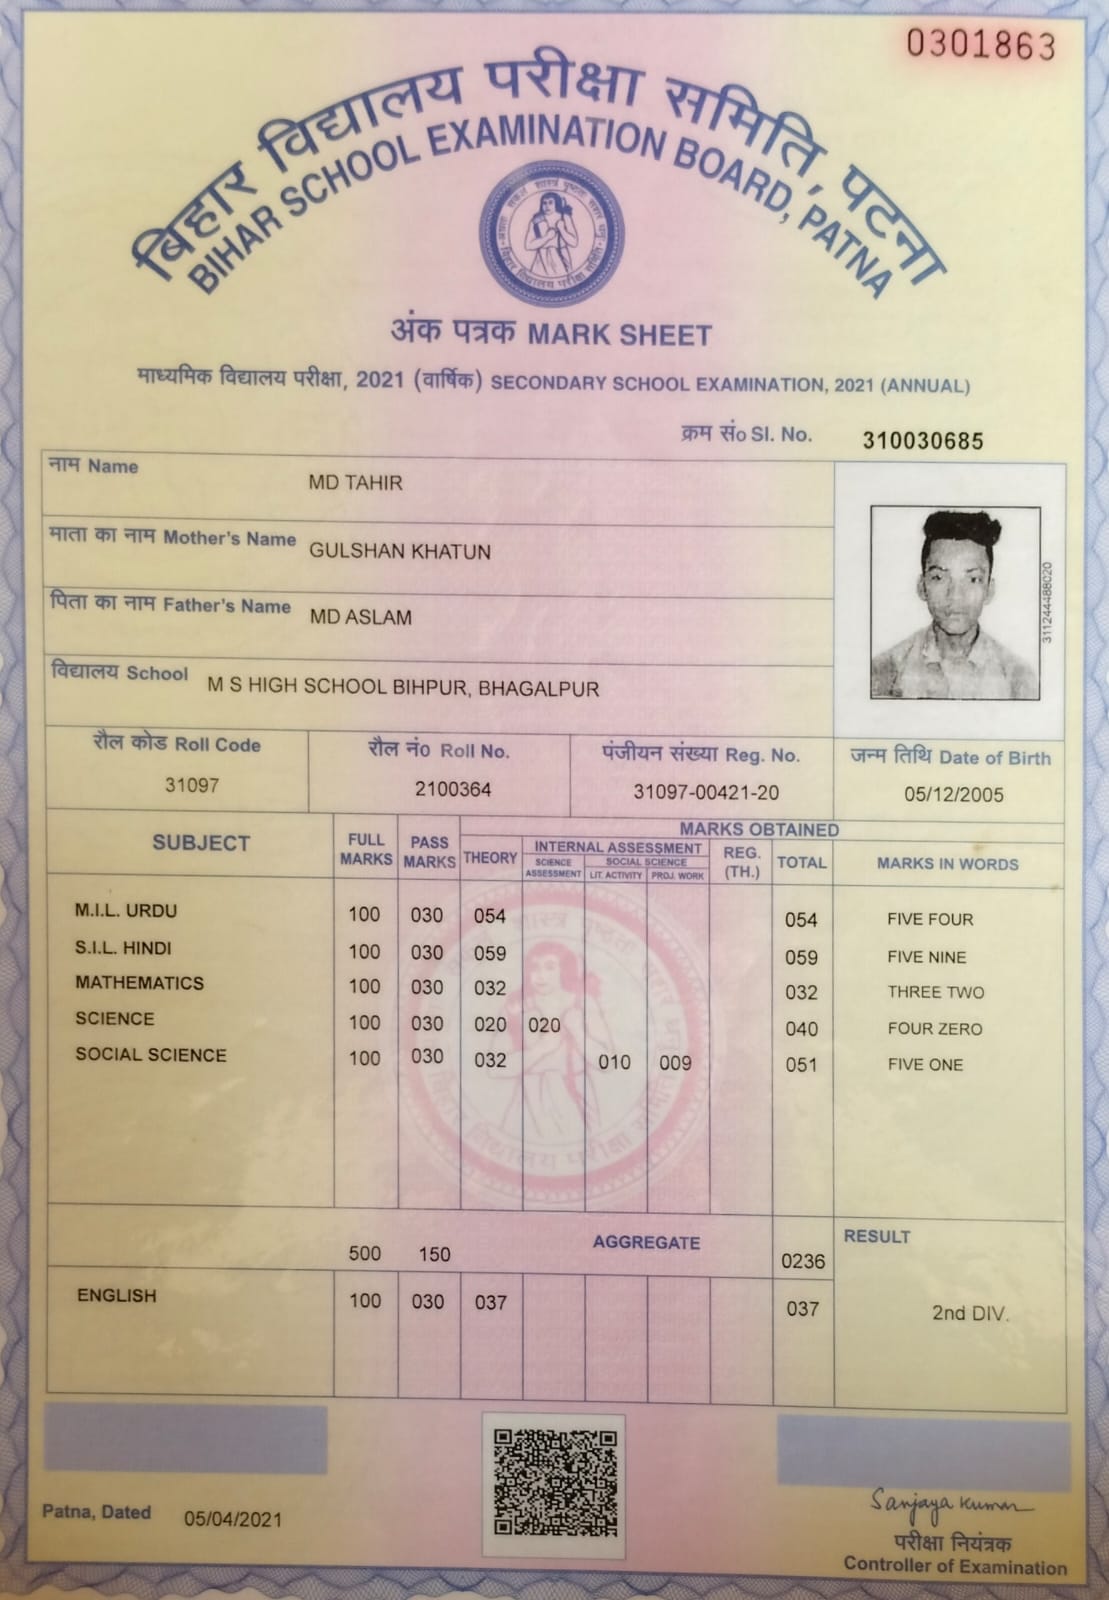 0301863
बिहार विद्यालय परीक्षा समिति, पटना
BIHAR SCHOOL EXAMINATION BOARD, PATNA
अंक पत्रक MARK SHEET
माध्यमिक विद्यालय परीक्षा, 2021 (वार्षिक) SECONDARY SCHOOL EXAMINATION, 2021 (ANNUAL)
क्रम सं० Sl. No. 310030685
नाम Name MD TAHIR
माता का नाम Mother's Name GULSHAN KHATUN
पिता का नाम Father's Name MD ASLAM
311244488020
विद्यालय School M S HIGH SCHOOL BIHPUR, BHAGALPUR
रौल कोड Roll Code रौल नं० Roll No. पंजीयन संख्या Reg. No. जन्म तिथि Date of Birth
31097 2100364 31097-00421-20 05/12/2005
SUBJECT FULL MARKS PASS MARKS MARKS OBTAINED
THEORY INTERNAL ASSESSMENT REG. (TH.) TOTAL MARKS IN WORDS
SCIENCE ASSESSMENT SOCIAL SCIENCE
LIT. ACTIVITY PROJ. WORK
M.I.L. URDU 100 030 054 054 FIVE FOUR
S.I.L. HINDI 100 030 059 059 FIVE NINE
MATHEMATICS 100 030 032 032 THREE TWO
SCIENCE 100 030 020 020 040 FOUR ZERO
SOCIAL SCIENCE 100 030 032 010 009 051 FIVE ONE
500 150 AGGREGATE 0236 RESULT
ENGLISH 100 030 037 037 2nd DIV.
Patna, Dated 05/04/2021
Sanjaya Kumar
परीक्षा नियंत्रक
Controller of Examination